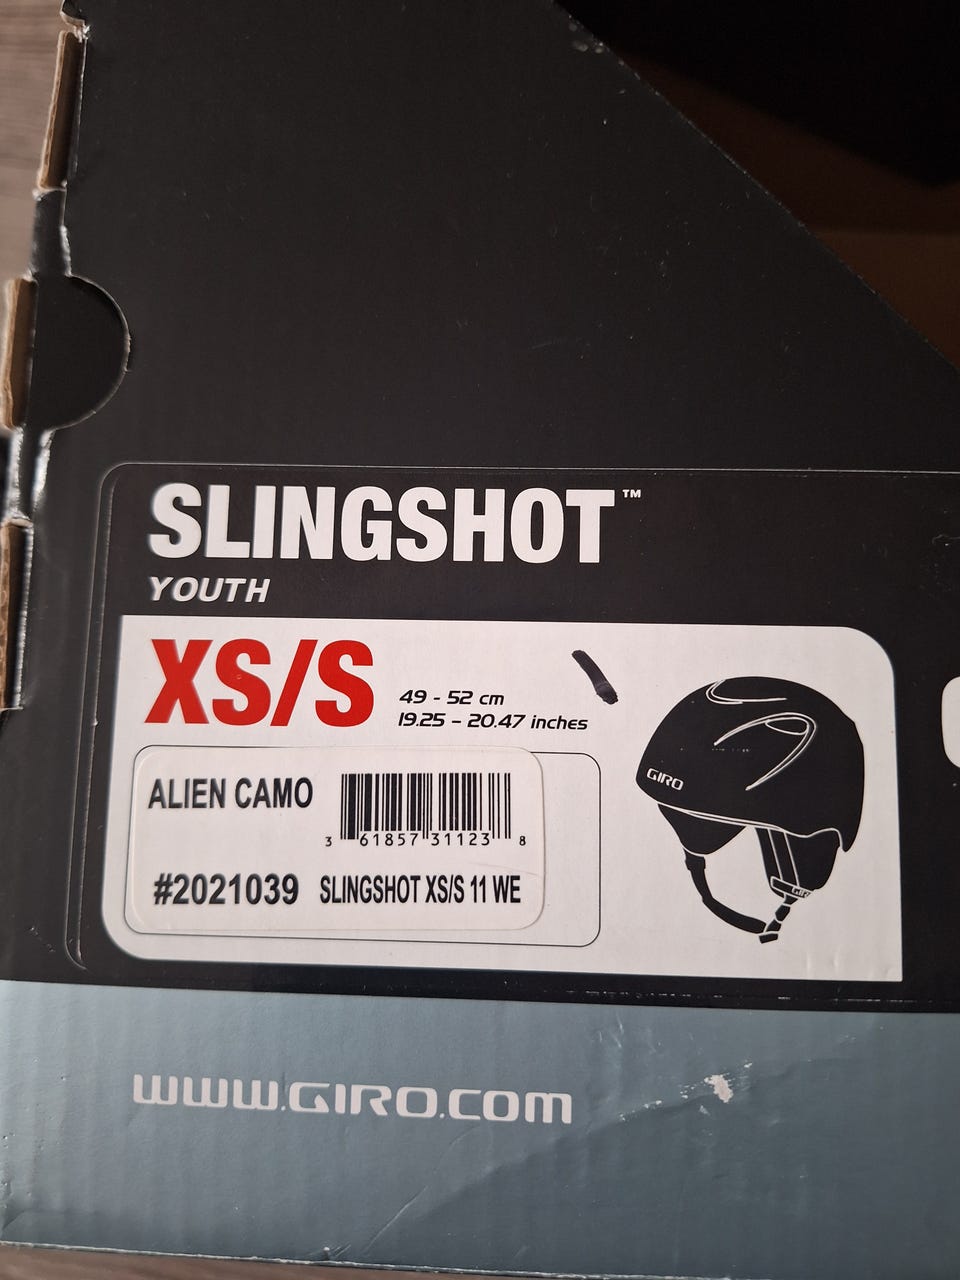 SLINGSHOT™
YOUTH
XS/S
49 - 52 cm
19.25 - 20.47 inches
GIRO
ALIEN CAMO
3 61857 31123 8
#2021039 SLINGSHOT XS/S 11 WE
WWW.GIRO.COM